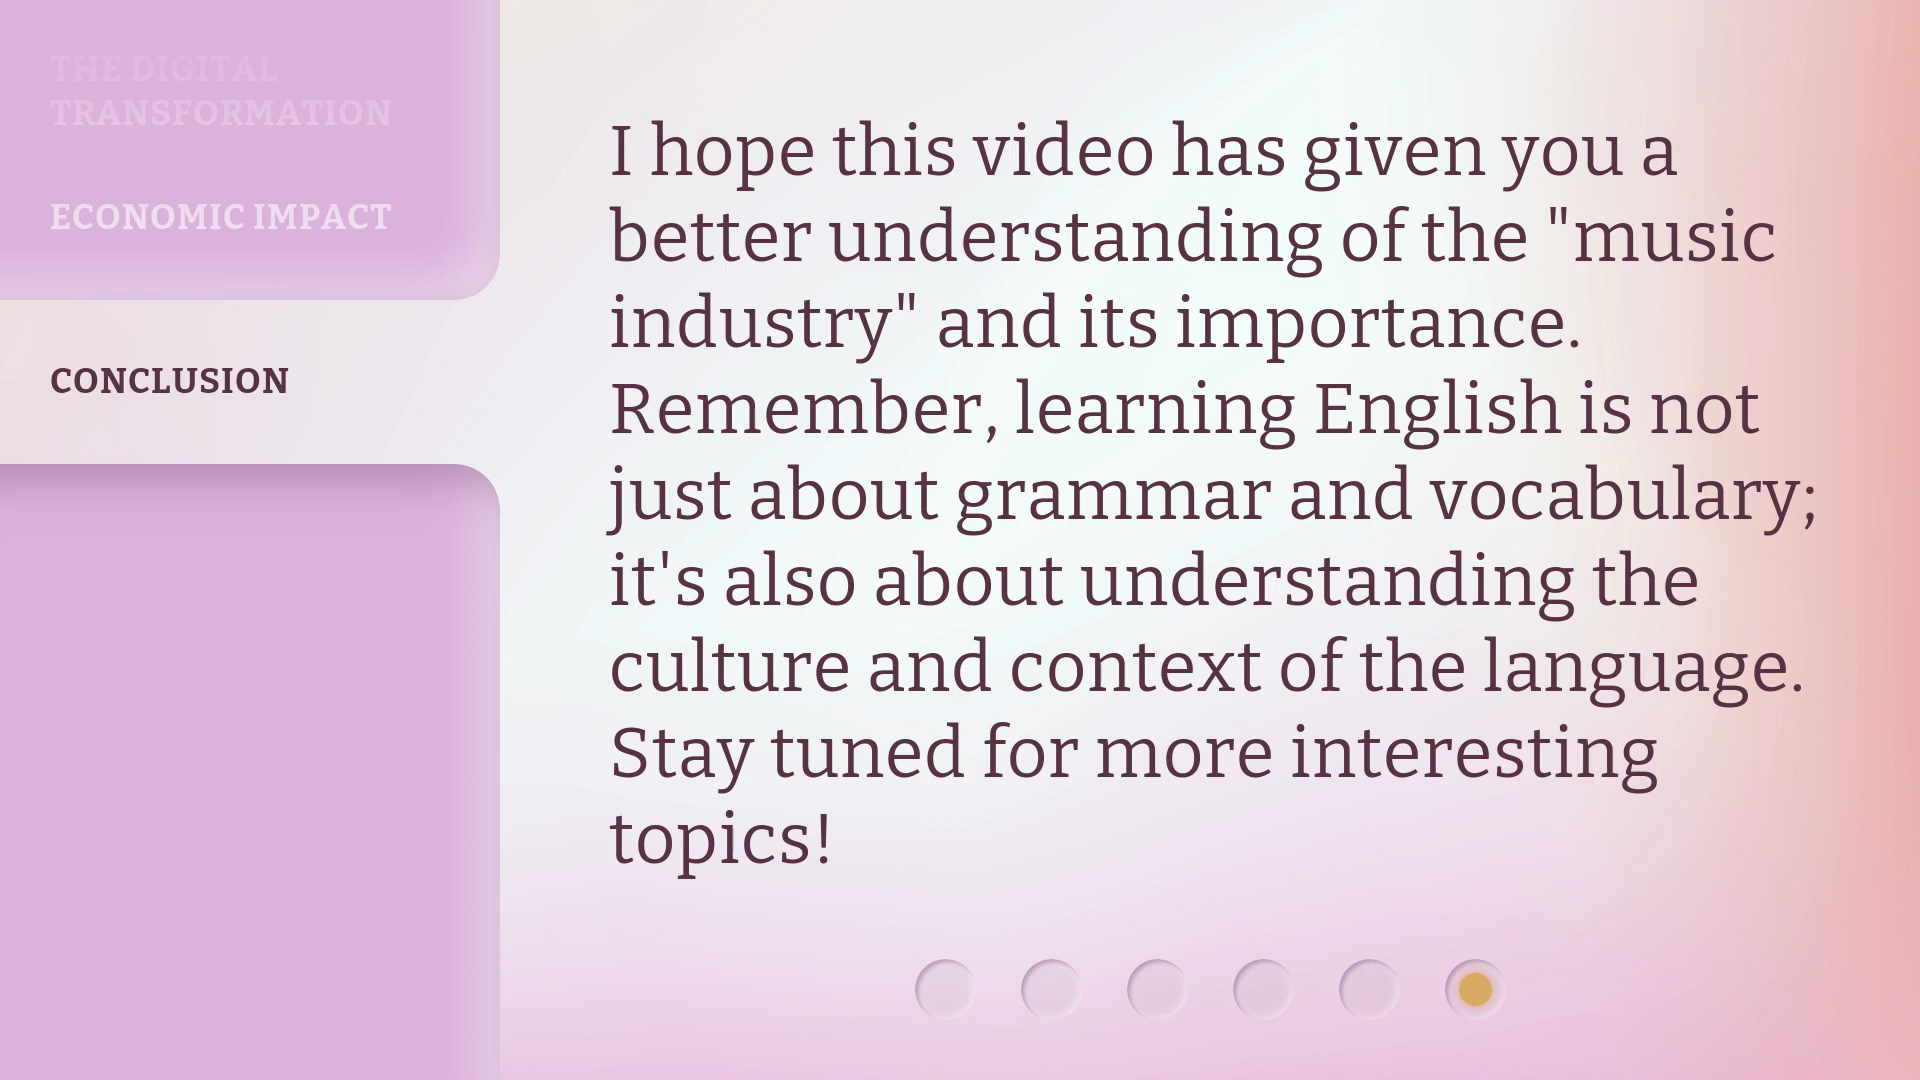 THE DIGITAL
TRANSFORMATION
ECONOMIC IMPACT
CONCLUSION
I hope this video has given you a
better understanding of the "music
industry" and its importance.
Remember, learning English is not
just about grammar and vocabulary;
it's also about understanding the
culture and context of the language.
Stay tuned for more interesting
topics!